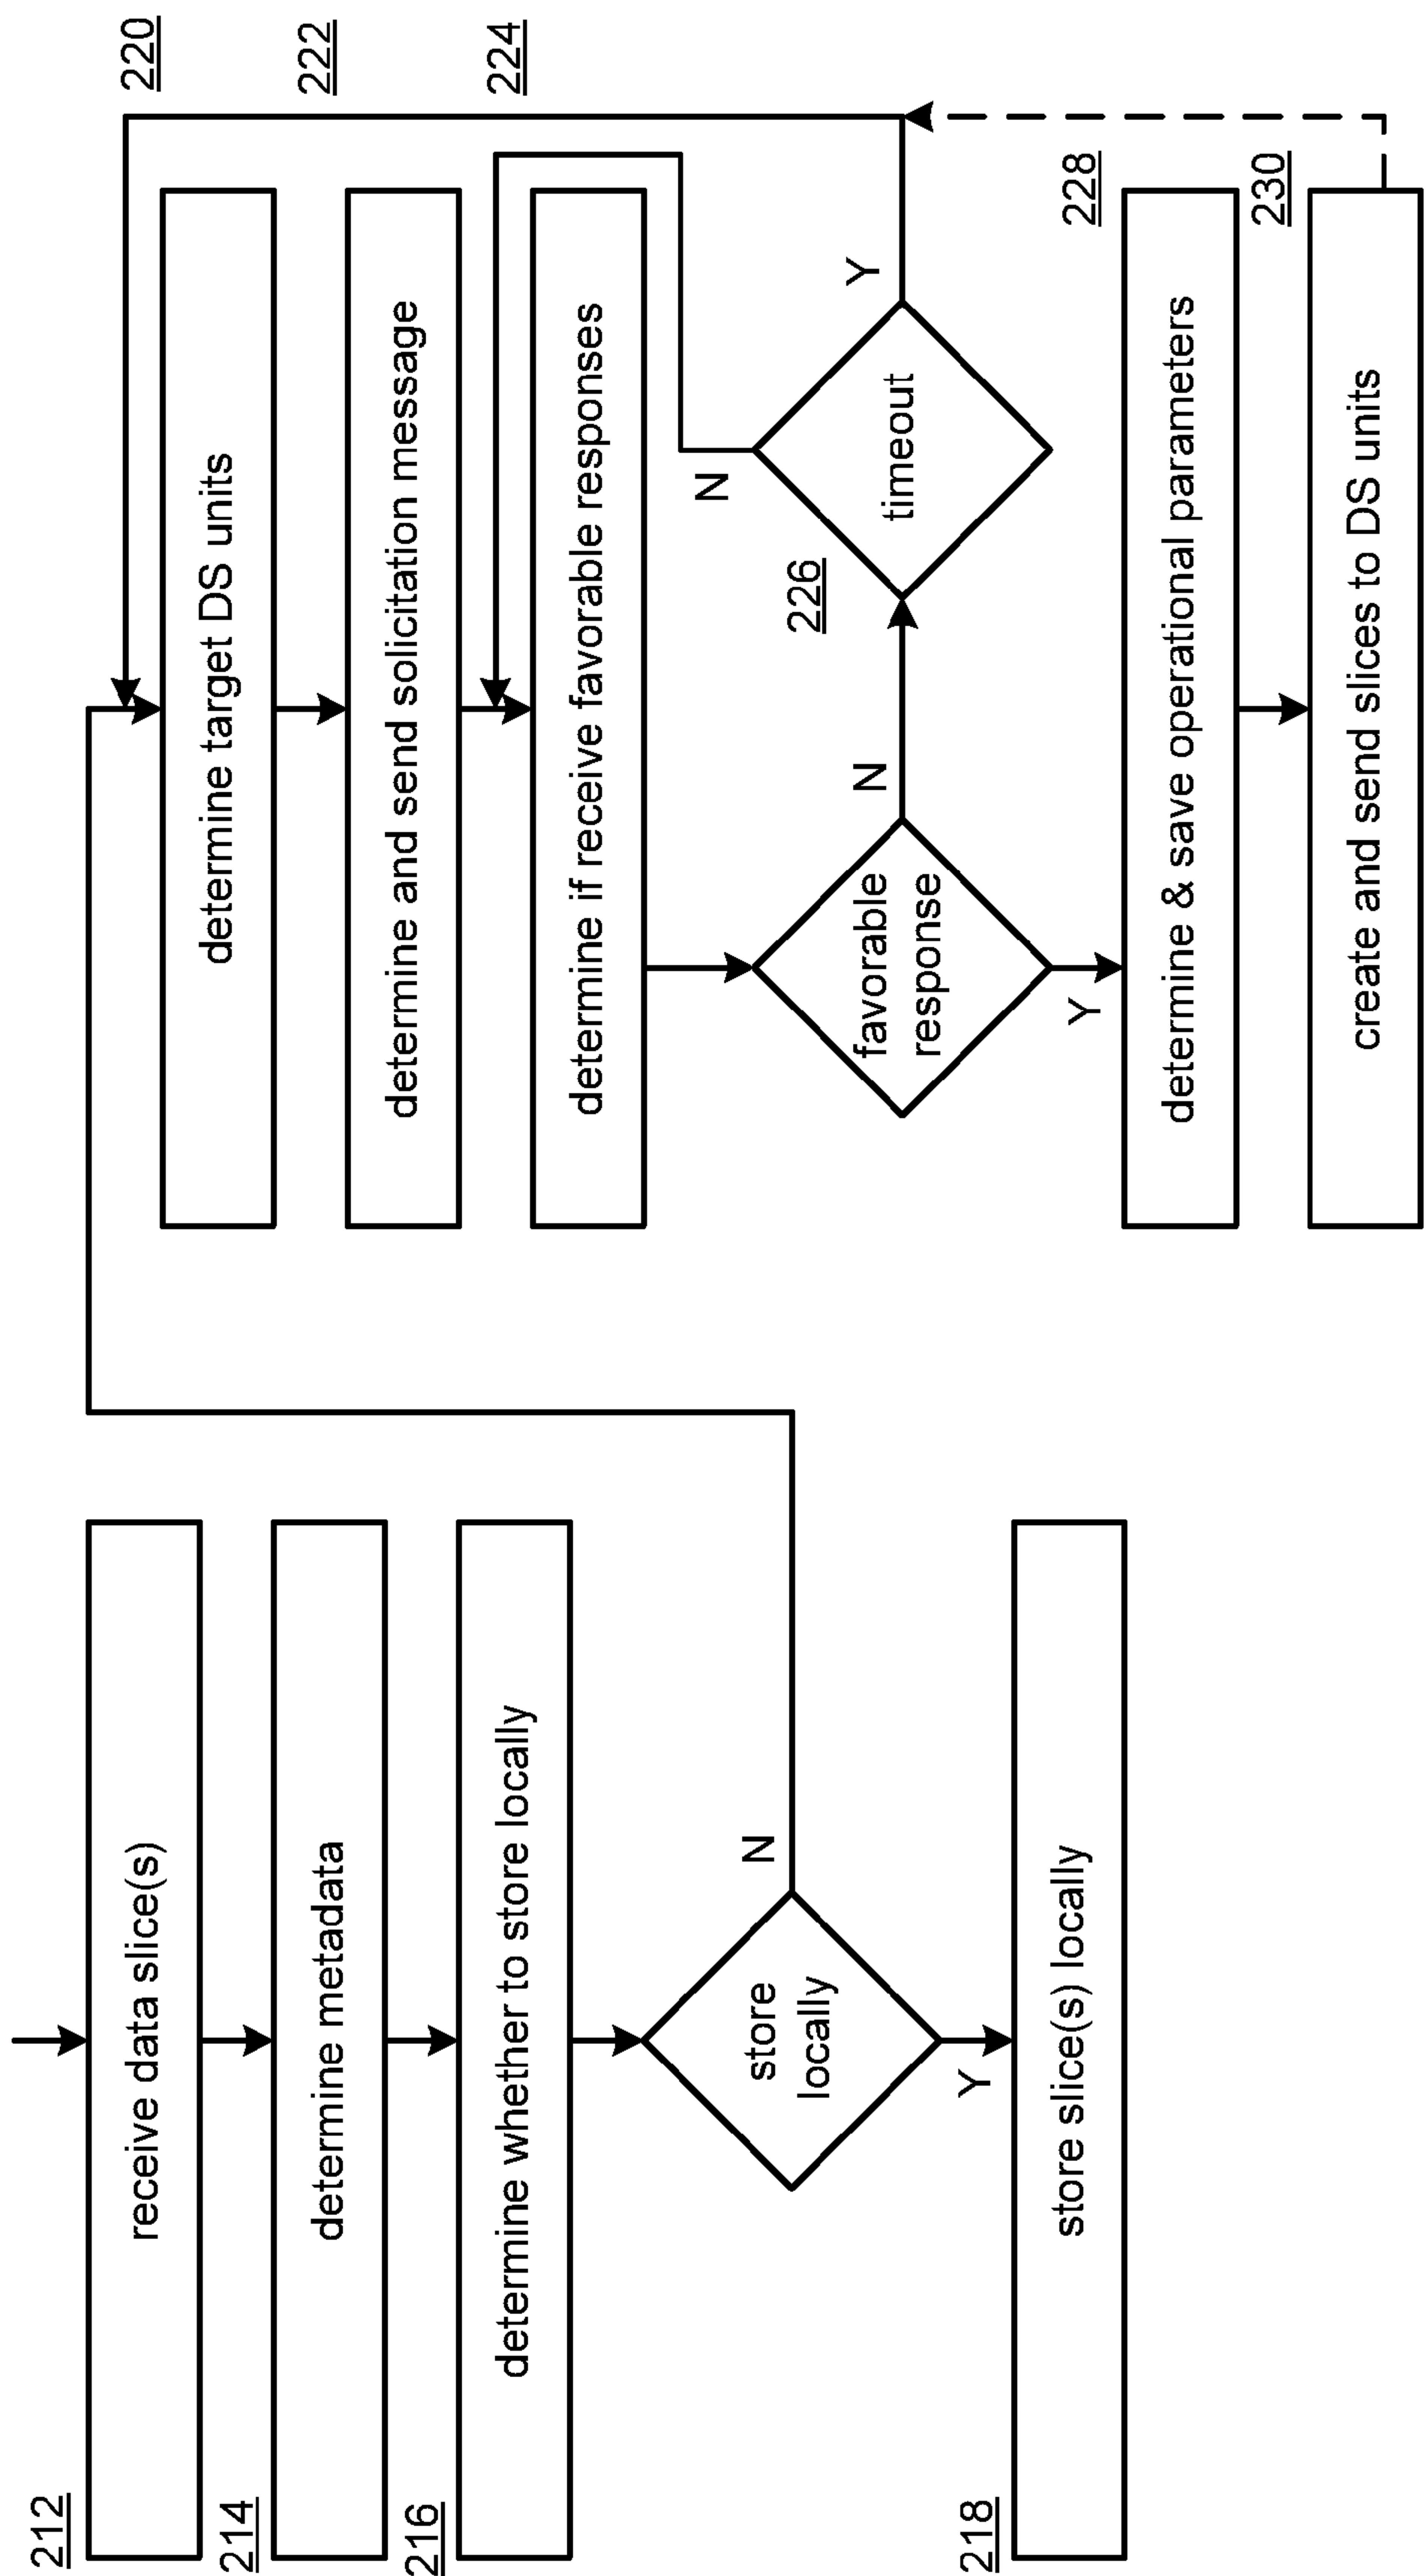 212
receive data slice(s)
214
determine metadata
216
determine whether to store locally
store
locally
N
Y
218
store slice(s) locally
220
determine target DS units
222
determine and send solicitation message
224
determine if receive favorable responses
favorable
response
N
Y
226
timeout
N
Y
228
determine & save operational parameters
230
create and send slices to DS units